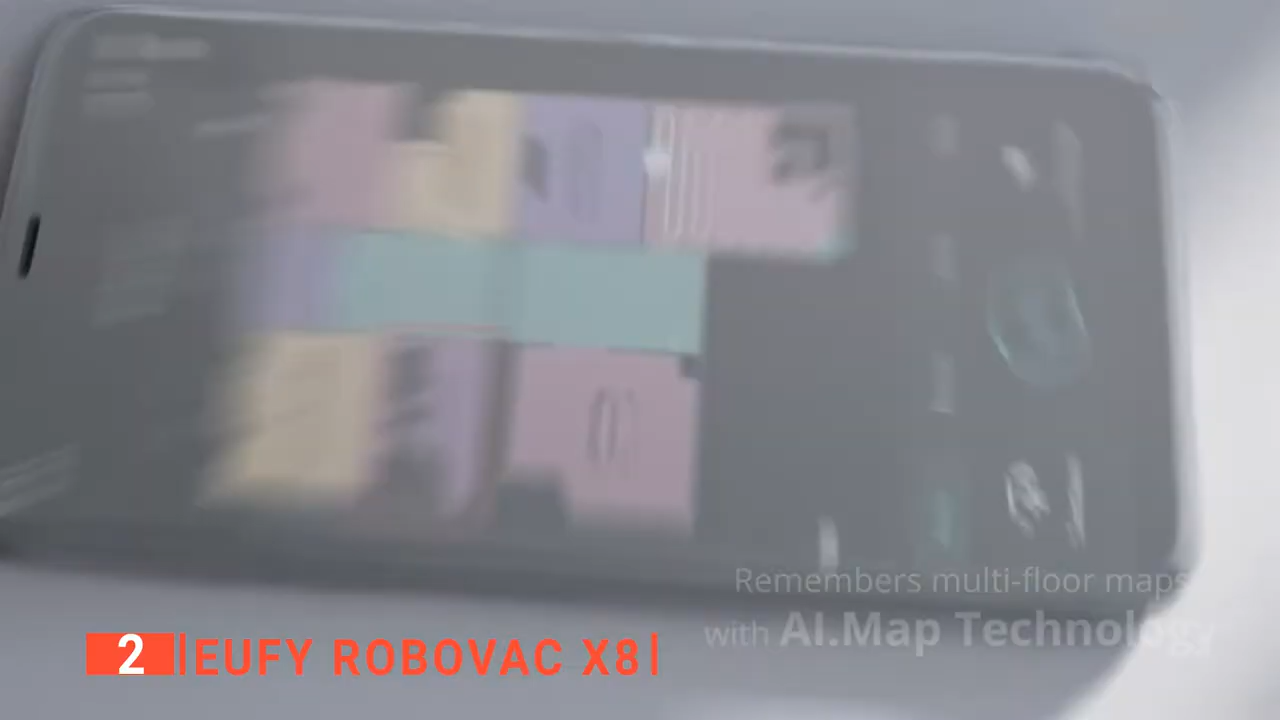 Remembers multi-floor maps
with AI.Map Technology
2 EUFY ROBOVAC X8